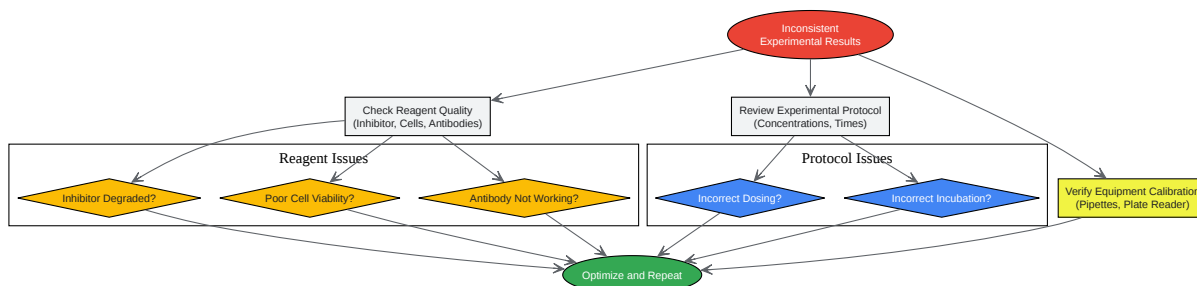 Inconsistent
Experimental Results
Check Reagent Quality
(Inhibitor, Cells, Antibodies)
Review Experimental Protocol
(Concentrations, Times)
Reagent Issues
Protocol Issues
Inhibitor Degraded?
Poor Cell Viability?
Antibody Not Working?
Incorrect Dosing?
Incorrect Incubation?
Verify Equipment Calibration
(Pipettes, Plate Reader)
Optimize and Repeat